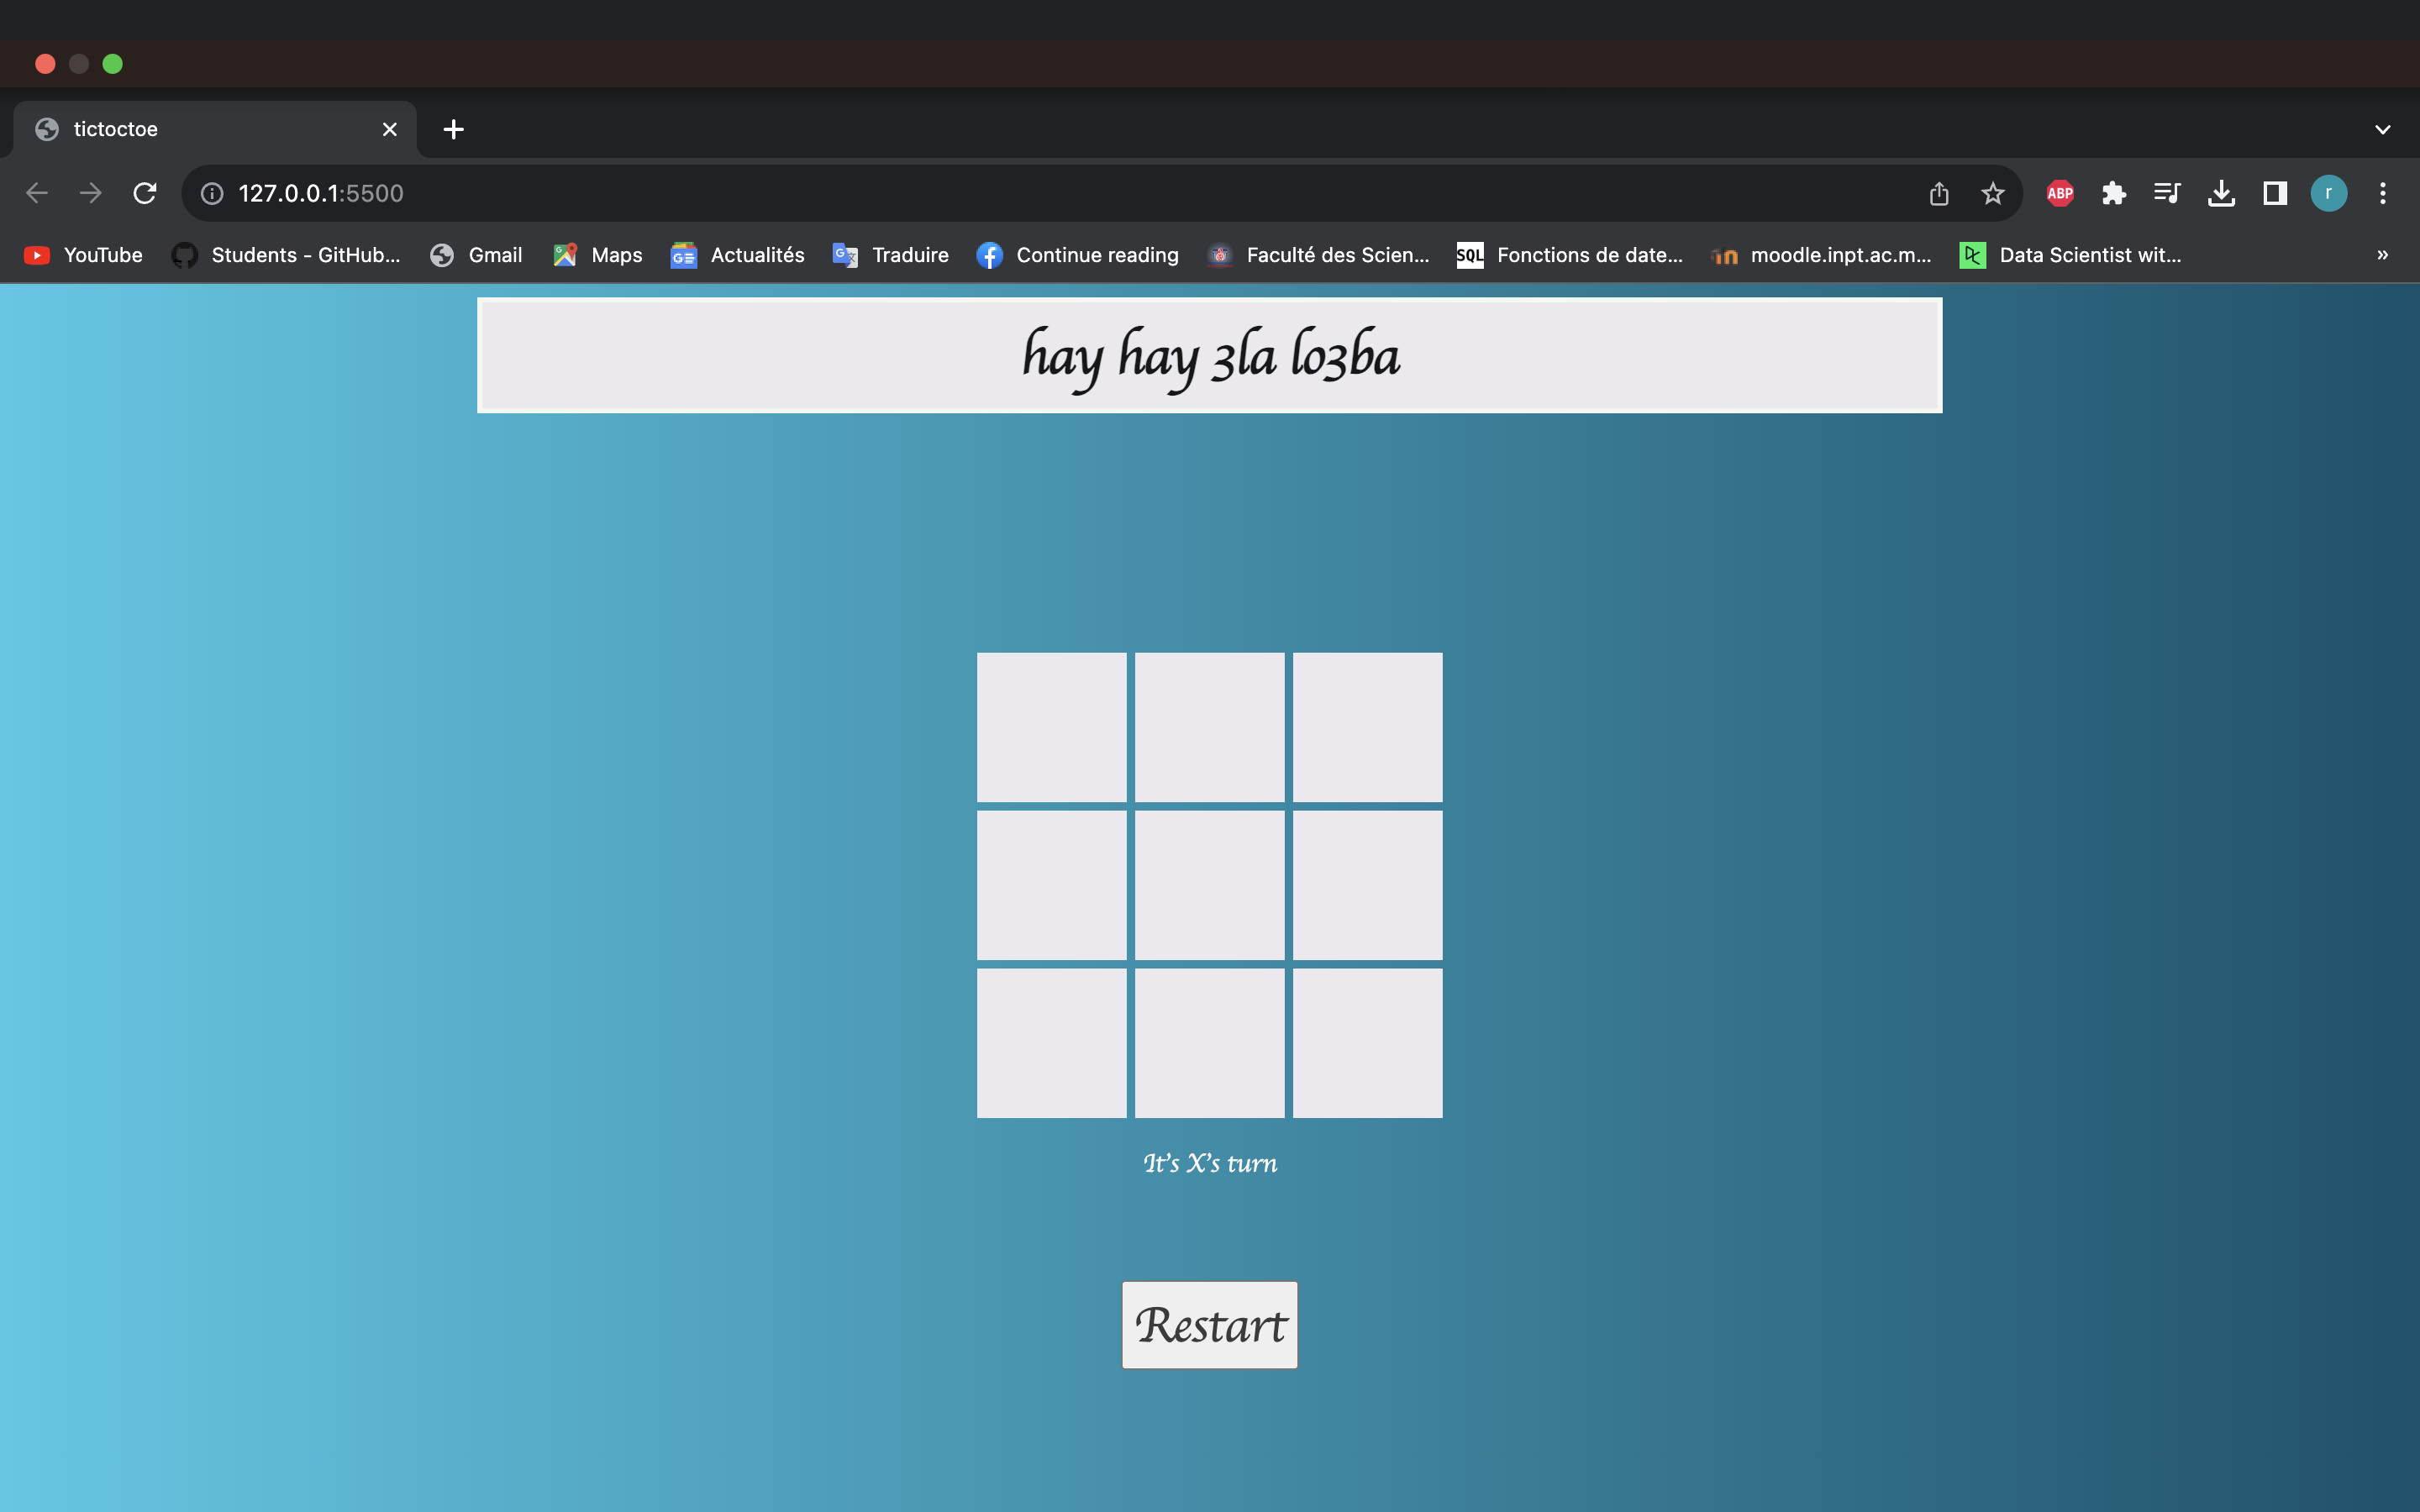 tictoctoe
127.0.0.1:5500
ABP
r
YouTube Students - GitHub... Gmail Maps Actualités Traduire Continue reading Faculté des Scien... SQL Fonctions de date... moodle.inpt.ac.m... Data Scientist wit... »
hay hay 3la lo3ba
It's X's turn
Restart